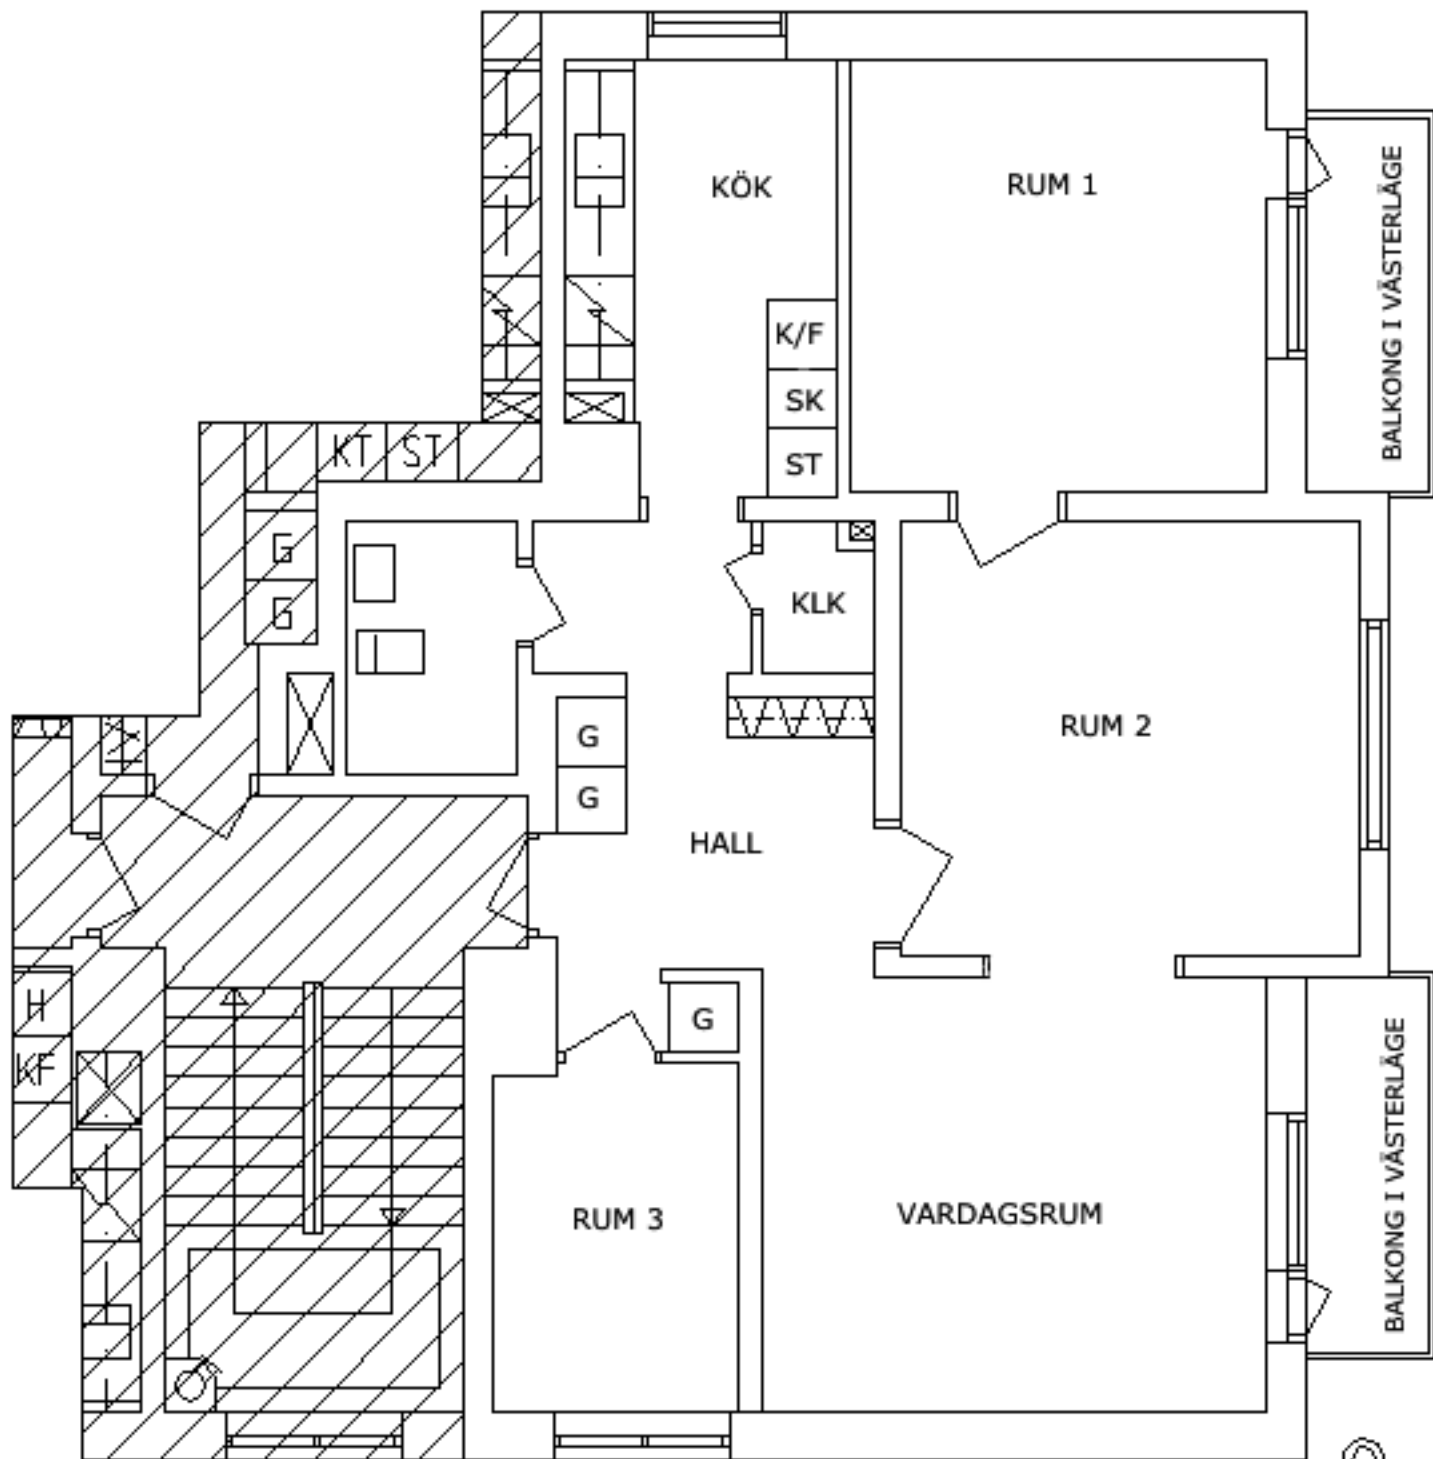 KÖK
RUM 1
BALKONG I VÄSTERLÄGE
K/F
SK
ST
KT
ST
G
G
KLK
G
G
RUM 2
HALL
H
KF
G
RUM 3
VARDAGSRUM
BALKONG I VÄSTERLÄGE